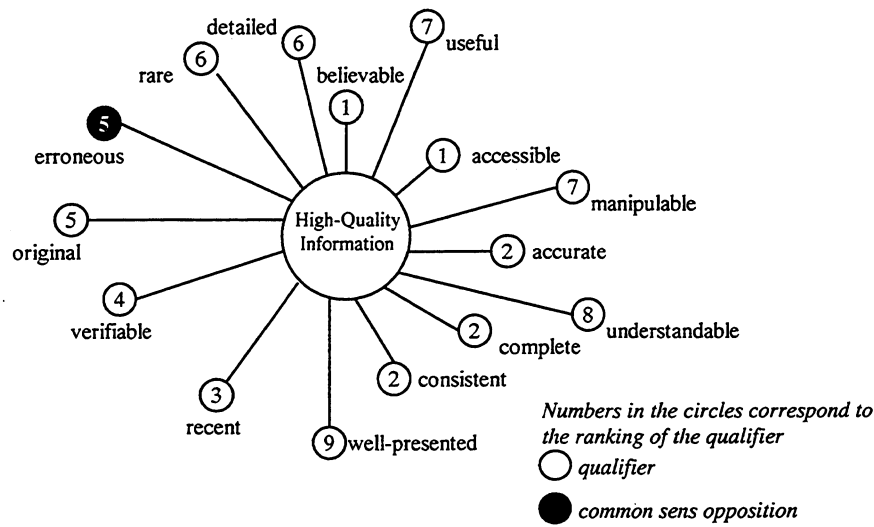 7
detailed
6
useful
6
rare
believable
1
5
erroneous
1
accessible
7
manipulable
5
original
High-Quality
Information
2
accurate
4
verifiable
8
understandable
2
complete
2
consistent
3
recent
9
well-presented
Numbers in the circles correspond to
the ranking of the qualifier
qualifier
common sens opposition